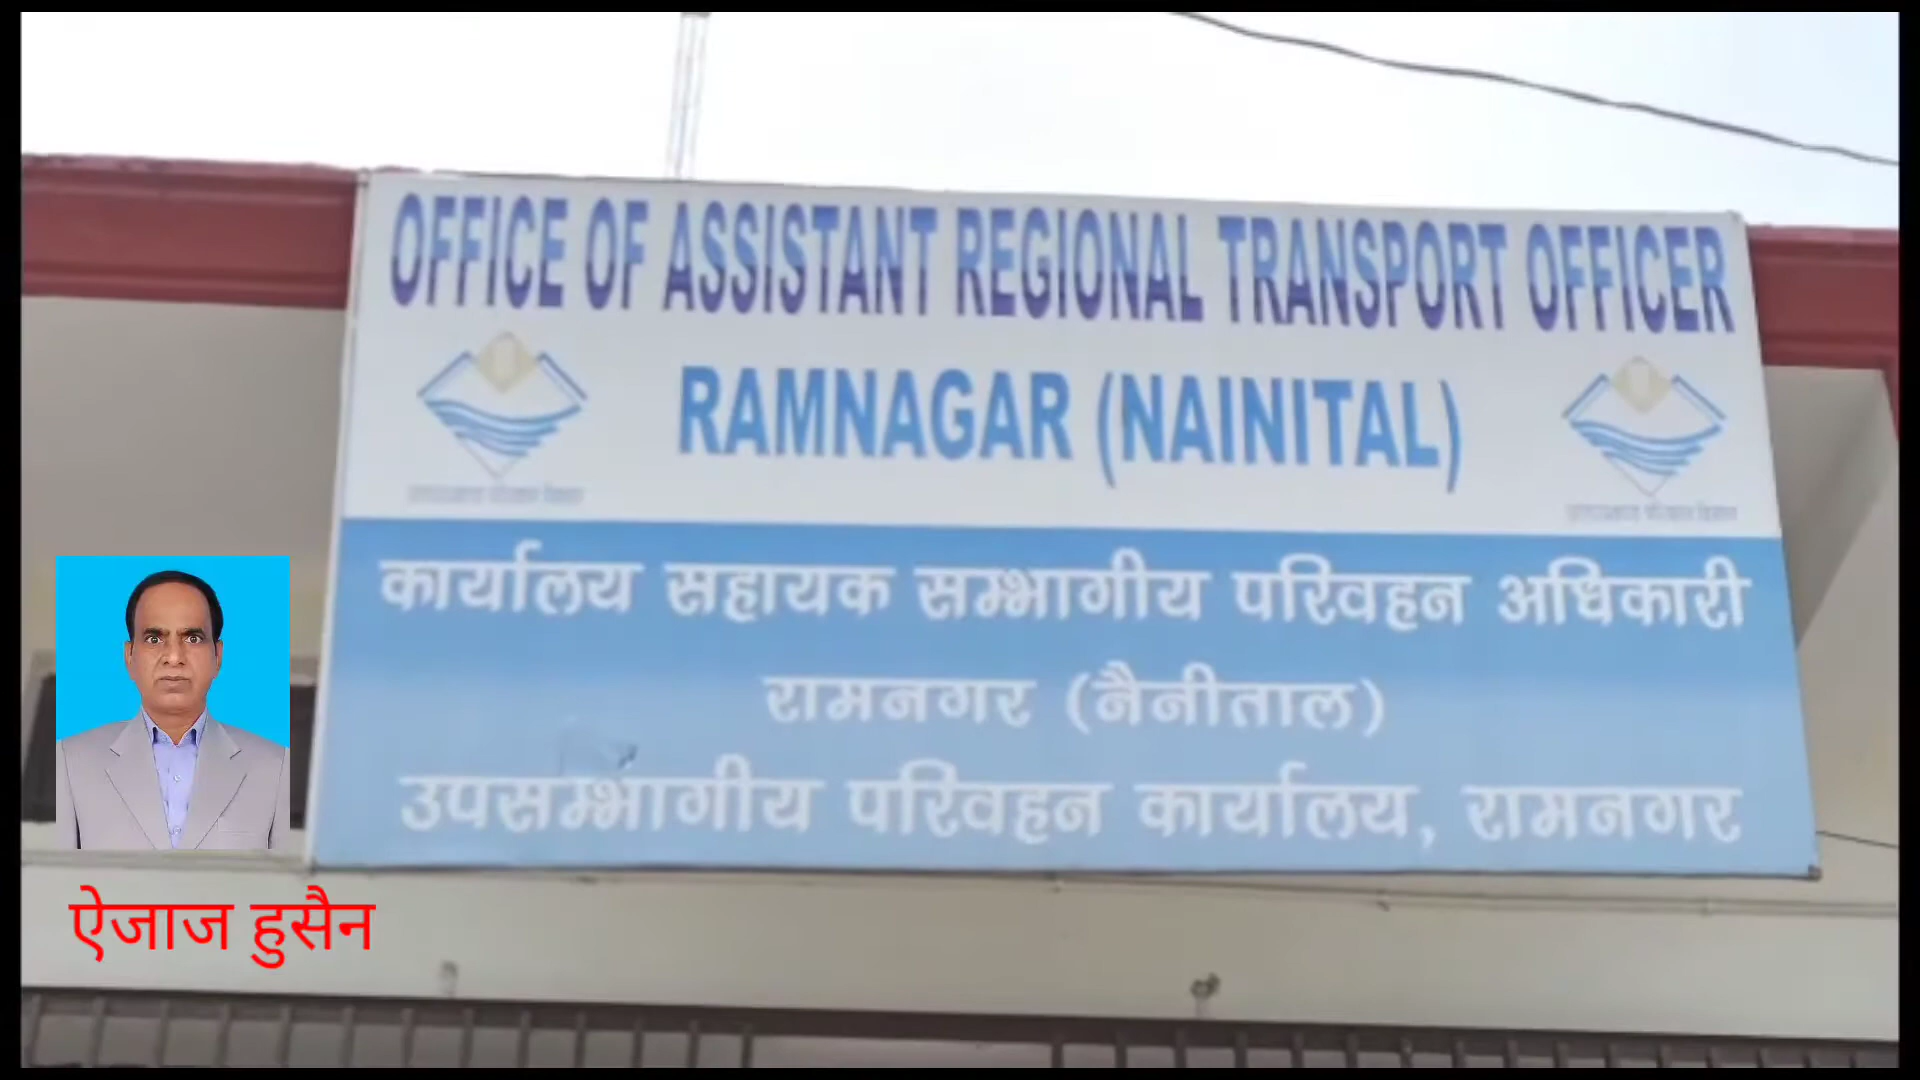 OFFICE OF ASSISTANT REGIONAL TRANSPORT OFFICER
RAMNAGAR (NAINITAL)
कार्यालय सहायक सम्भागीय परिवहन अधिकारी
रामनगर (नैनीताल)
उपसम्भागीय परिवहन कार्यालय, रामनगर
ऐजाज हुसैन